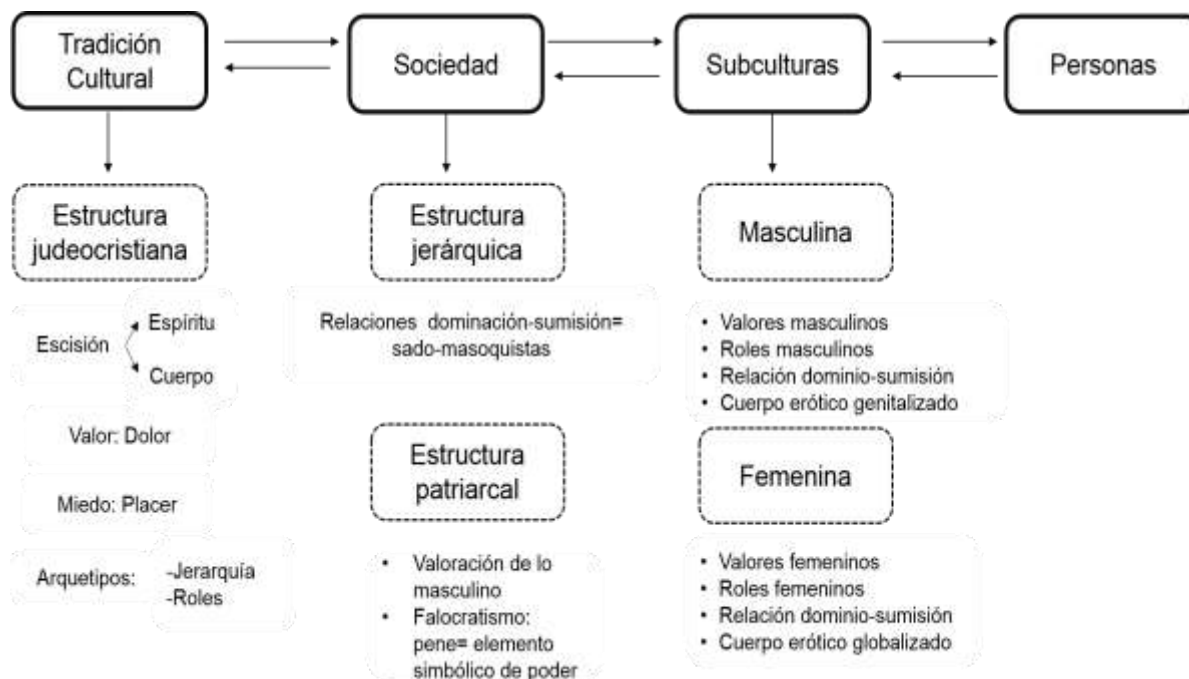 Tradición
Cultural
Sociedad
Subculturas
Personas
Estructura
judeocristiana
Escisión
Espíritu
Cuerpo
Valor: Dolor
Miedo: Placer
Arquetipos:
-Jerarquía
-Roles
Estructura
jerárquica
Relaciones dominación-sumisión=
sado-masoquistas
Estructura
patriarcal
• Valoración de lo
masculino
• Falocratismo:
pene= elemento
simbólico de poder
Masculina
• Valores masculinos
• Roles masculinos
• Relación dominio-sumisión
• Cuerpo erótico genitalizado
Femenina
• Valores femeninos
• Roles femeninos
• Relación dominio-sumisión
• Cuerpo erótico globalizado